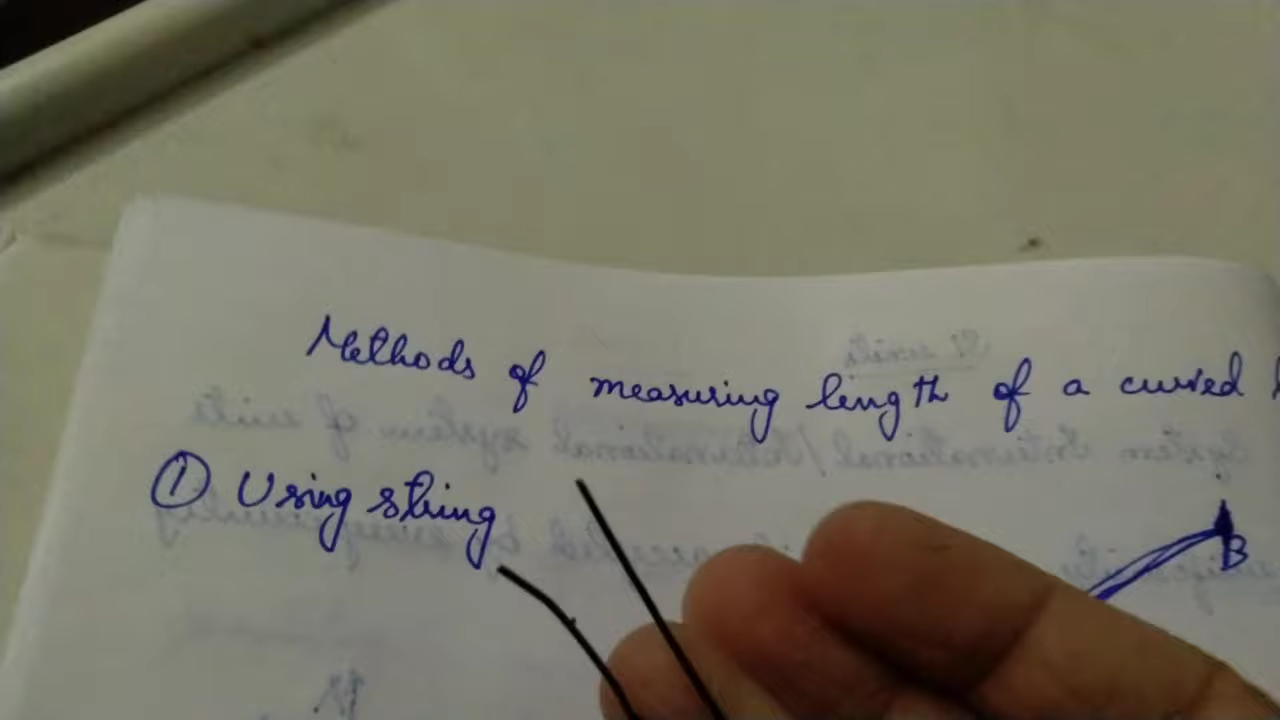 Methods of measuring length of a curved
① Using string
B